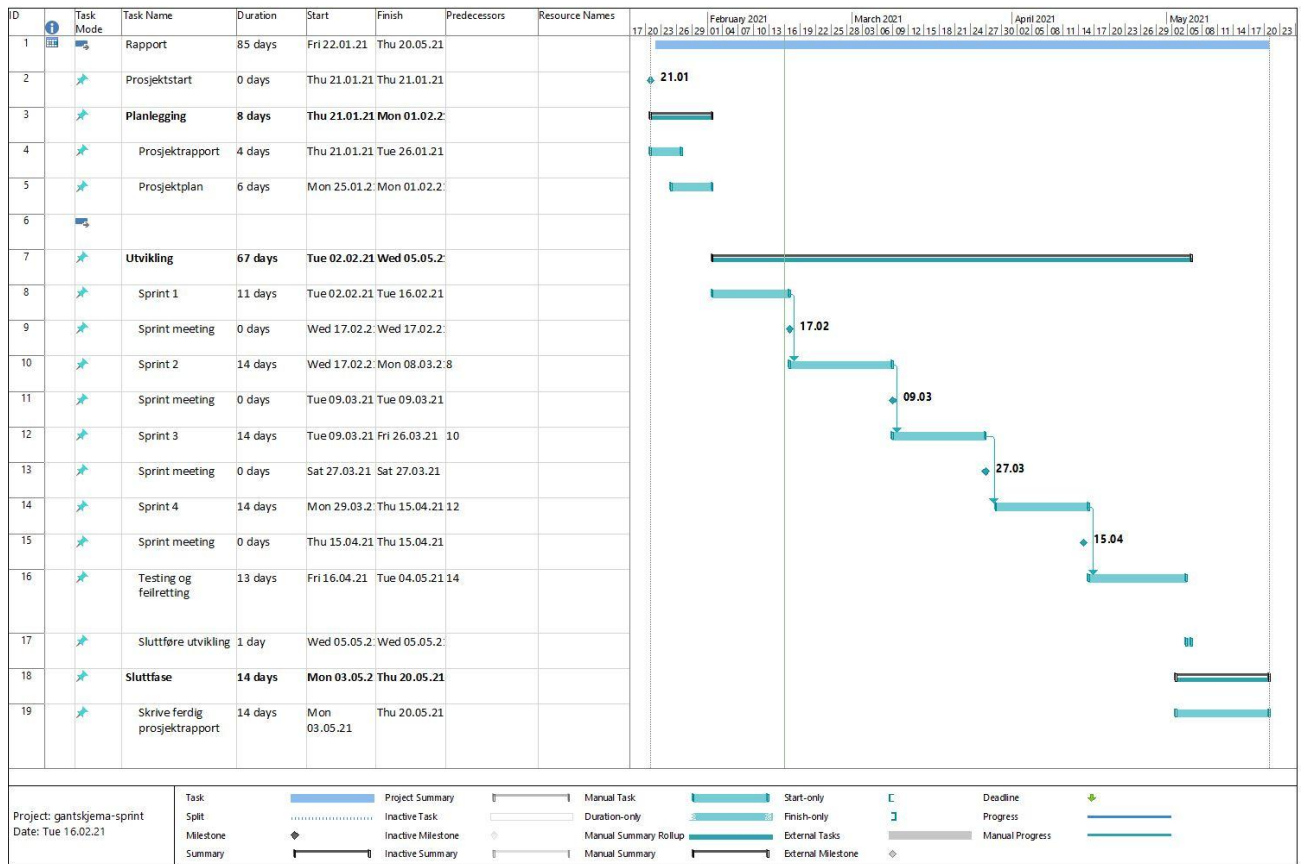 ID Task Mode Task Name Duration Start Finish Predecessors Resource Names
February 2021 March 2021 April 2021 May 2021
17 20 23 26 29 01 04 07 10 13 16 19 22 25 28 03 06 09 12 15 18 21 24 27 30 02 05 08 11 14 17 20 23 26 29 02 05 08 11 14 17 20 23
1 Rapport 85 days Fri 22.01.21 Thu 20.05.21
2 Prosjektstart 0 days Thu 21.01.21 Thu 21.01.21 21.01
3 Planlegging 8 days Thu 21.01.21 Mon 01.02.2
4 Prosjektrapport 4 days Thu 21.01.21 Tue 26.01.21
5 Prosjektplan 6 days Mon 25.01.2 Mon 01.02.2
6
7 Utvikling 67 days Tue 02.02.21 Wed 05.05.2
8 Sprint 1 11 days Tue 02.02.21 Tue 16.02.21
9 Sprint meeting 0 days Wed 17.02.2 Wed 17.02.2 17.02
10 Sprint 2 14 days Wed 17.02.2 Mon 08.03.2 8
11 Sprint meeting 0 days Tue 09.03.21 Tue 09.03.21 09.03
12 Sprint 3 14 days Tue 09.03.21 Fri 26.03.21 10
13 Sprint meeting 0 days Sat 27.03.21 Sat 27.03.21 27.03
14 Sprint 4 14 days Mon 29.03.2 Thu 15.04.21 12
15 Sprint meeting 0 days Thu 15.04.21 Thu 15.04.21 15.04
16 Testing og feilretting 13 days Fri 16.04.21 Tue 04.05.21 14
17 Sluttføre utvikling 1 day Wed 05.05.2 Wed 05.05.2
18 Sluttfase 14 days Mon 03.05.2 Thu 20.05.21
19 Skrive ferdig prosjektrapport 14 days Mon 03.05.21 Thu 20.05.21
Project: gantskjema-sprint
Date: Tue 16.02.21
Task Project Summary Manual Task Start-only Deadline
Split Inactive Task Duration-only Finish-only Progress
Milestone Inactive Milestone Manual Summary Rollup External Tasks Manual Progress
Summary Inactive Summary Manual Summary External Milestone